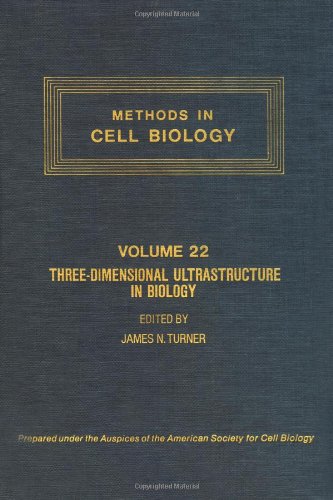 METHODS IN
CELL BIOLOGY
VOLUME 22
THREE-DIMENSIONAL ULTRASTRUCTURE
IN BIOLOGY
EDITED BY
JAMES N. TURNER
Prepared under the Auspices of the American Society for Cell Biology